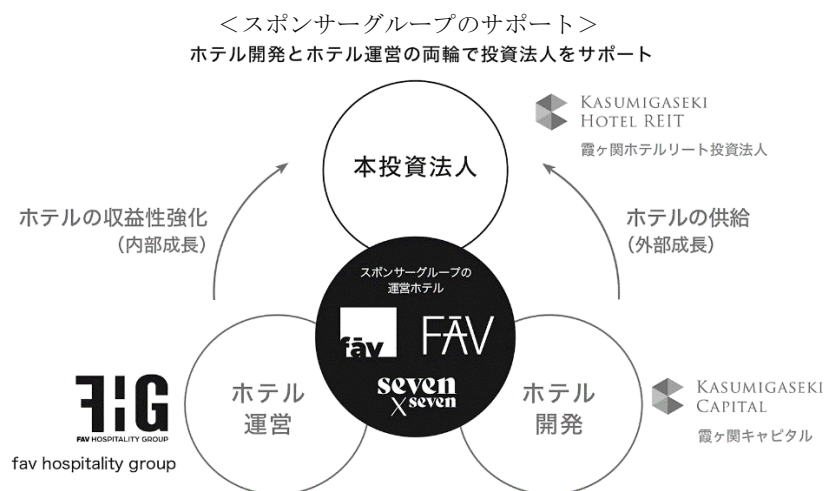 ＜スポンサーグループのサポート＞
ホテル開発とホテル運営の両輪で投資法人をサポート
KASUMIGASEKI
HOTEL REIT
霞ヶ関ホテルリート投資法人
本投資法人
ホテルの収益性強化
（内部成長）
ホテルの供給
（外部成長）
スポンサーグループの
運営ホテル
fav
FAV
seven
X seven
FHG
FAV HOSPITALITY GROUP
fav hospitality group
ホテル
運営
ホテル
開発
KASUMIGASEKI
CAPITAL
霞ヶ関キャピタル